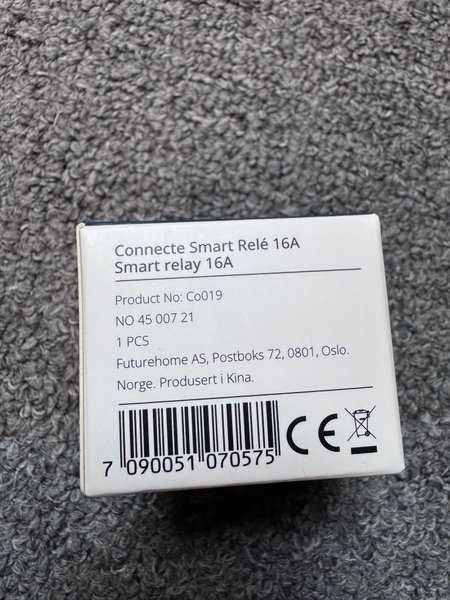 Connecte Smart Relé 16A
Smart relay 16A
Product No: Co019
NO 45 007 21
1 PCS
Futurehome AS, Postboks 72, 0801, Oslo.
Norge. Produsert i Kina.
7 090051 070575
CE